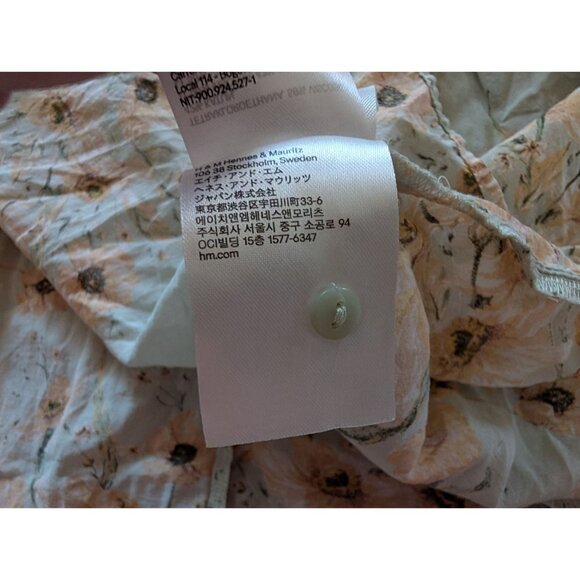 Local 114 - Bog
NIT-900.924.527-1
H & M Hennes & Mauritz
106 38 Stockholm, Sweden
エイチ・アンド・エム
ヘネス・アンド・マウリッツ
ジャパン株式会社
東京都渋谷区宇田川町33-6
에이치앤엠헤네스앤모리츠
주식회사 서울시 중구 소공로 94
OCI빌딩 15층 1577-6347
hm.com